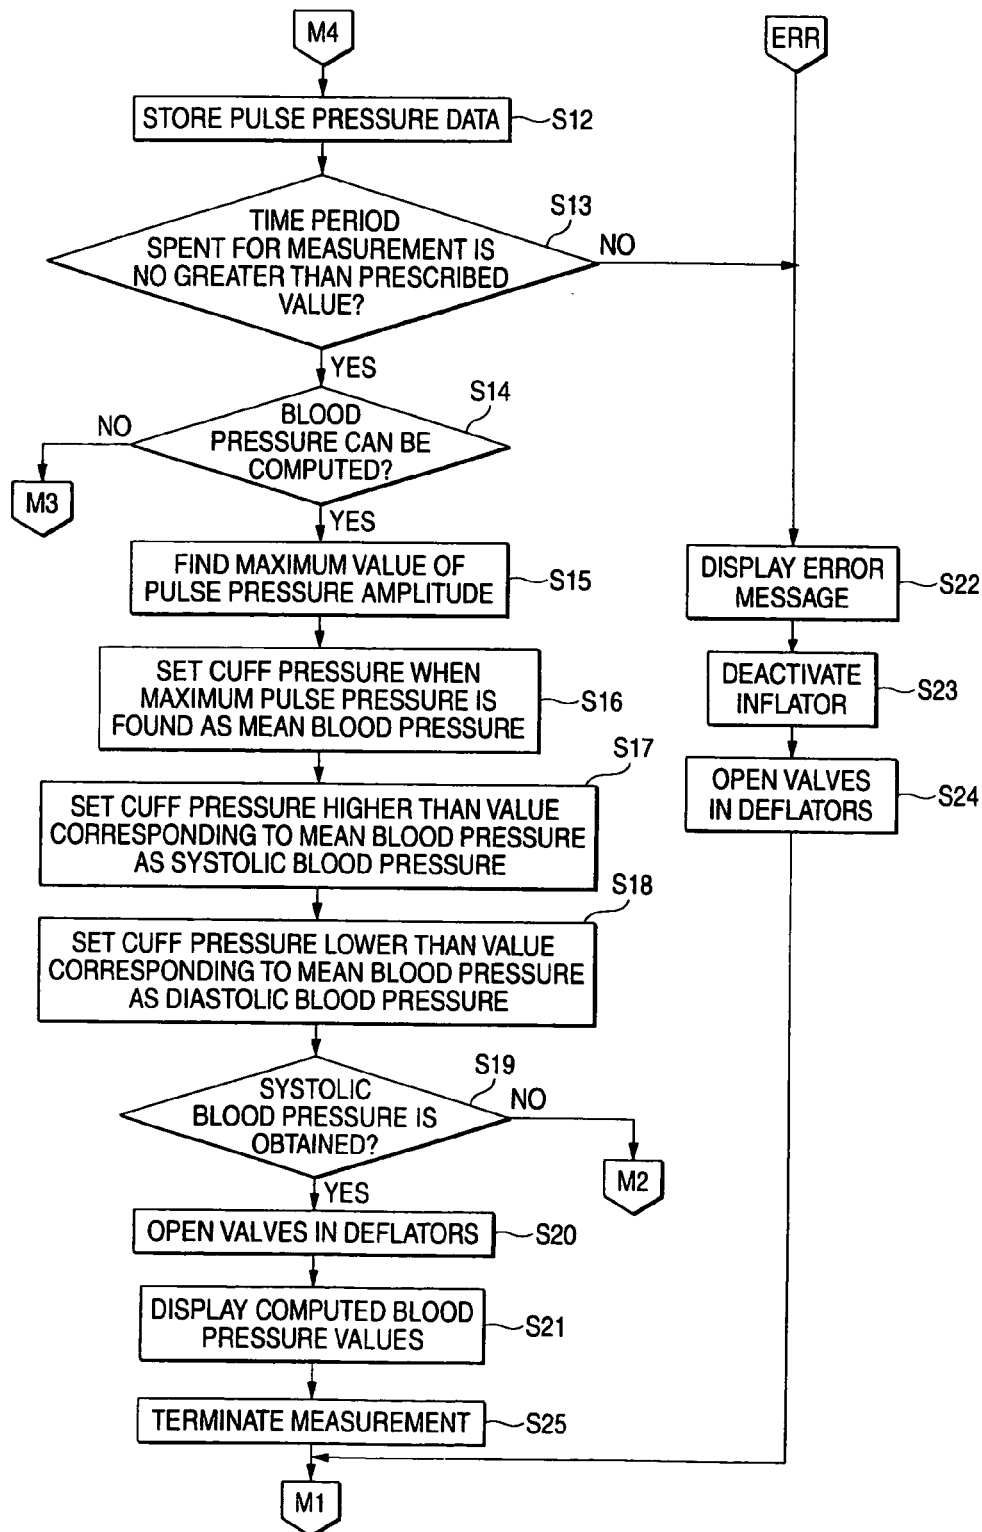 M4
ERR
STORE PULSE PRESSURE DATA
S12
TIME PERIOD
SPENT FOR MEASUREMENT IS
NO GREATER THAN PRESCRIBED
VALUE?
S13
NO
YES
BLOOD
PRESSURE CAN BE
COMPUTED?
S14
NO
M3
YES
FIND MAXIMUM VALUE OF
PULSE PRESSURE AMPLITUDE
S15
DISPLAY ERROR
MESSAGE
S22
SET CUFF PRESSURE WHEN
MAXIMUM PULSE PRESSURE IS
FOUND AS MEAN BLOOD PRESSURE
S16
DEACTIVATE
INFLATOR
S23
S17
SET CUFF PRESSURE HIGHER THAN VALUE
CORRESPONDING TO MEAN BLOOD PRESSURE
AS SYSTOLIC BLOOD PRESSURE
OPEN VALVES
IN DEFLATORS
S24
S18
SET CUFF PRESSURE LOWER THAN VALUE
CORRESPONDING TO MEAN BLOOD PRESSURE
AS DIASTOLIC BLOOD PRESSURE
SYSTOLIC
BLOOD PRESSURE IS
OBTAINED?
S19
NO
M2
YES
OPEN VALVES IN DEFLATORS
S20
DISPLAY COMPUTED BLOOD
PRESSURE VALUES
S21
TERMINATE MEASUREMENT
S25
M1